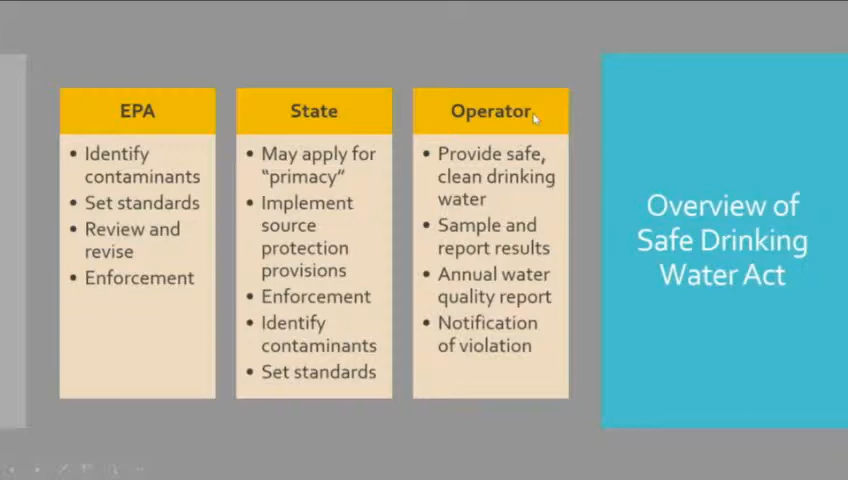 EPA
• Identify
contaminants
• Set standards
• Review and
revise
• Enforcement
State
• May apply for
“primacy”
• Implement
source
protection
provisions
• Enforcement
• Identify
contaminants
• Set standards
Operator
• Provide safe,
clean drinking
water
• Sample and
report results
• Annual water
quality report
• Notification
of violation
Overview of
Safe Drinking
Water Act